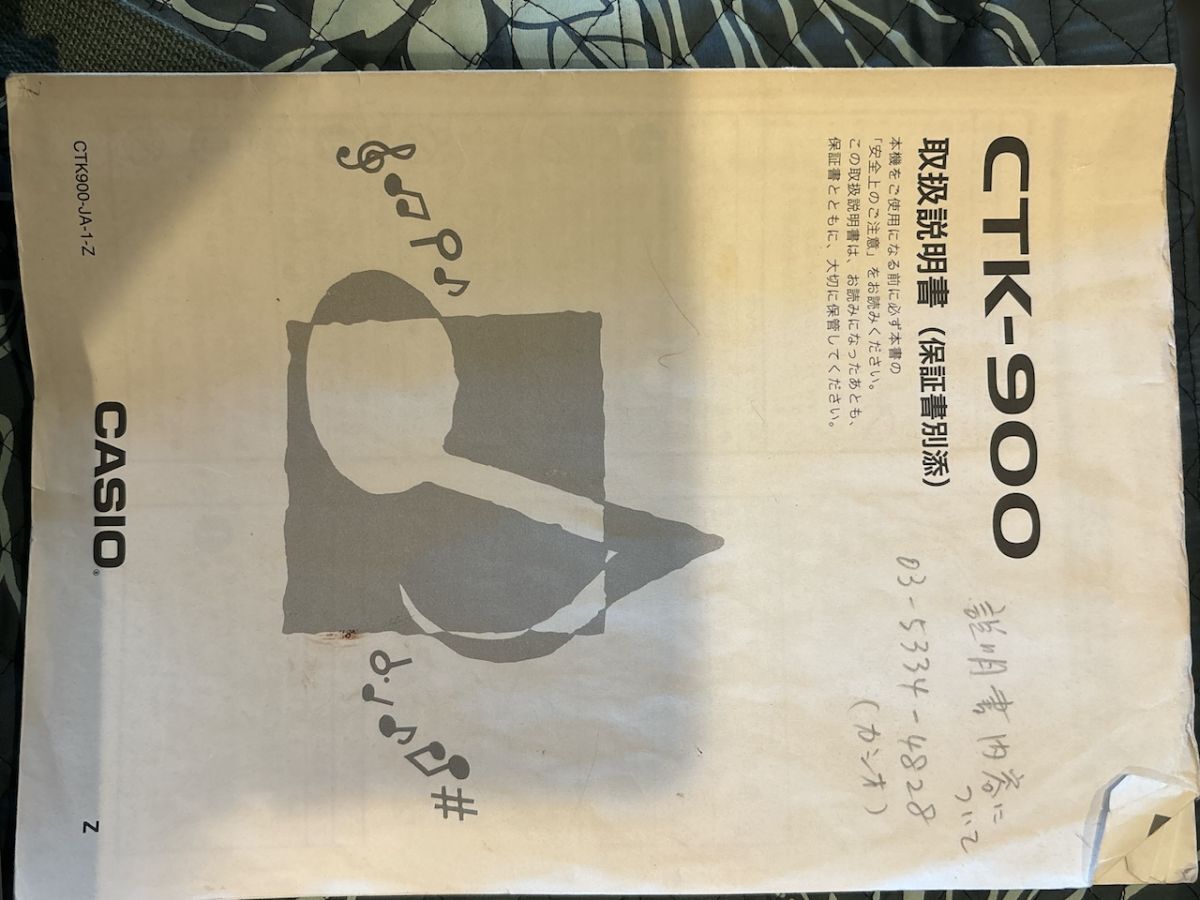 CTK-900
取扱説明書（保証書別添）
本機をご使用になる前に必ず本書の
「安全上のご注意」をお読みください。
この取扱説明書は、お読みになったあとも、
保証書とともに、大切に保管してください。
説明書内容に
ついて
03-5334-4828
(カシオ)
CASIO®
CTK900-JA-1-Z
Z